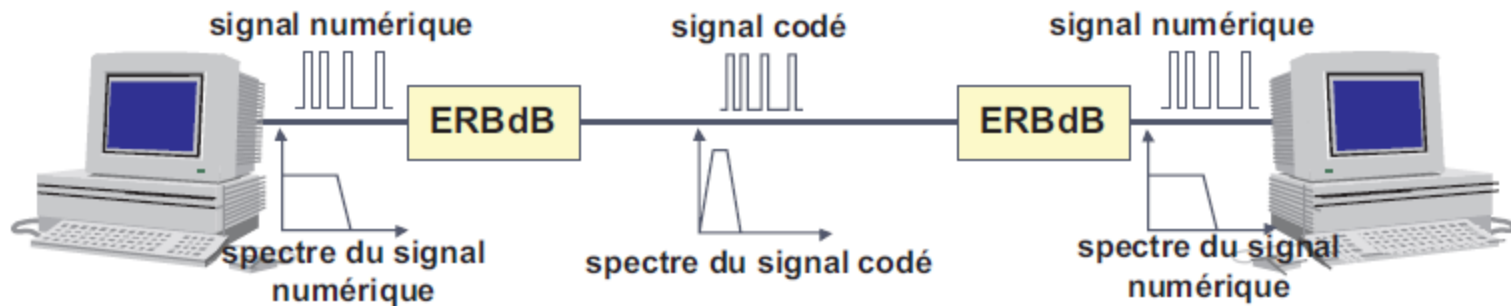 signal numérique
signal codé
signal numérique
ERBdB
ERBdB
spectre du signal
numérique
spectre du signal codé
spectre du signal
numérique